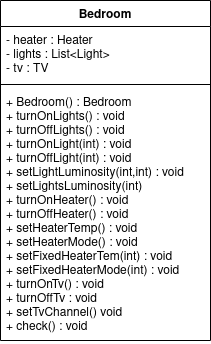 Bedroom
- heater : Heater
- lights : List<Light>
- tv : TV
+ Bedroom() : Bedroom
+ turnOnLights() : void
+ turnOffLights() : void
+ turnOnLight(int) : void
+ turnOffLight(int) : void
+ setLightLuminosity(int,int) : void
+ setLightsLuminosity(int)
+ turnOnHeater() : void
+ turnOffHeater() : void
+ setHeaterTemp() : void
+ setHeaterMode() : void
+ setFixedHeaterTem(int) : void
+ setFixedHeaterMode(int) : void
+ turnOnTv() : void
+ turnOffTv : void
+ setTvChannel() void
+ check() : void